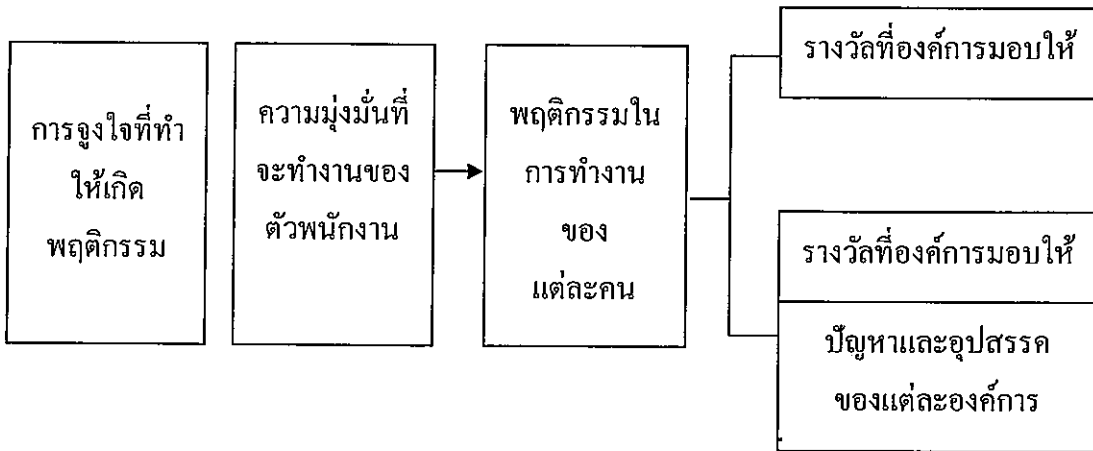 การจูงใจที่ทำ
ให้เกิด
พฤติกรรม
ความมุ่งมั่นที่
จะทำงานของ
ตัวพนักงาน
พฤติกรรมใน
การทำงาน
ของ
แต่ละคน
รางวัลที่องค์การมอบให้
รางวัลที่องค์การมอบให้
ปัญหาและอุปสรรค
ของแต่ละองค์การ